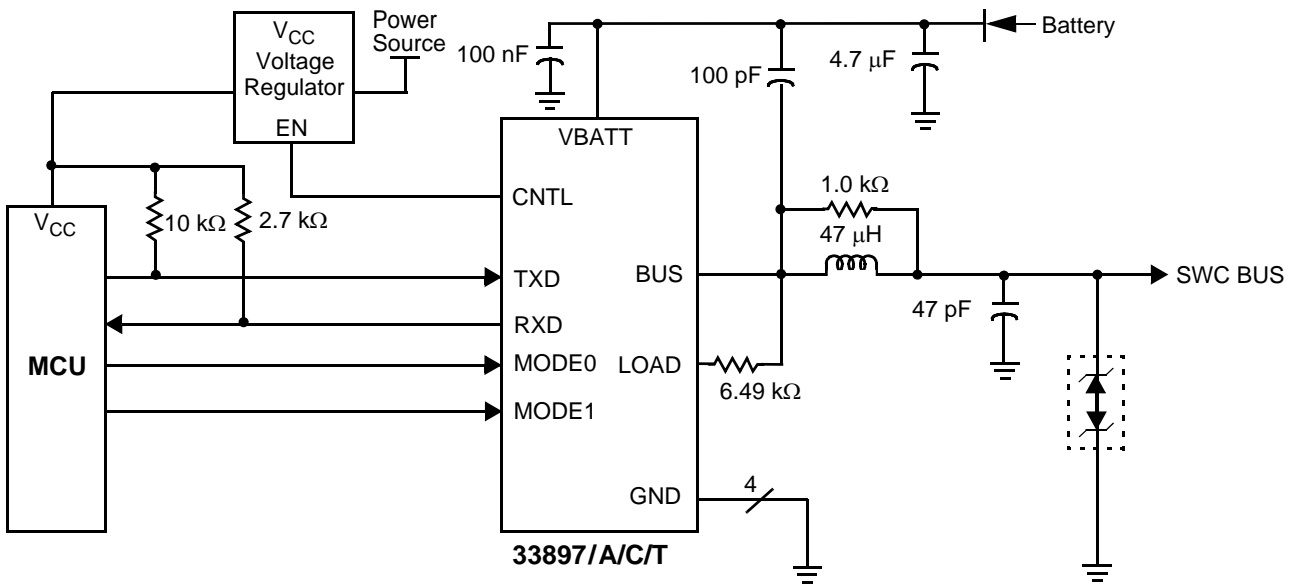 V_CC
Voltage
Regulator
EN
Power
Source
100 nF
100 pF
4.7 μF
Battery
VBATT
CNTL
1.0 kΩ
47 μH
V_CC
10 kΩ
2.7 kΩ
TXD
BUS
SWC BUS
47 pF
RXD
MCU
MODE0
LOAD
6.49 kΩ
MODE1
GND
4
33897/A/C/T